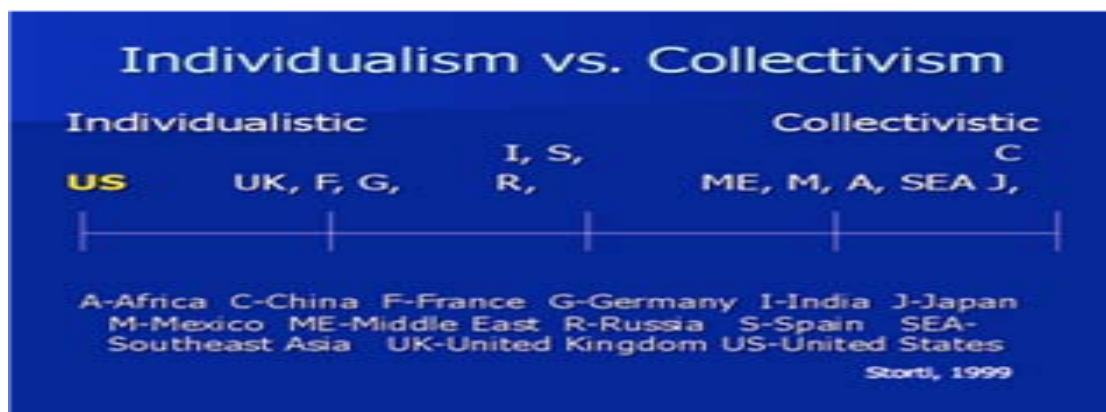 Individualism vs. Collectivism
Individualistic Collectivistic
I, S, C
US UK, F, G, R, ME, M, A, SEA J,
A-Africa C-China F-France G-Germany I-India J-Japan
M-Mexico ME-Middle East R-Russia S-Spain SEA-
Southeast Asia UK-United Kingdom US-United States
Storti, 1999